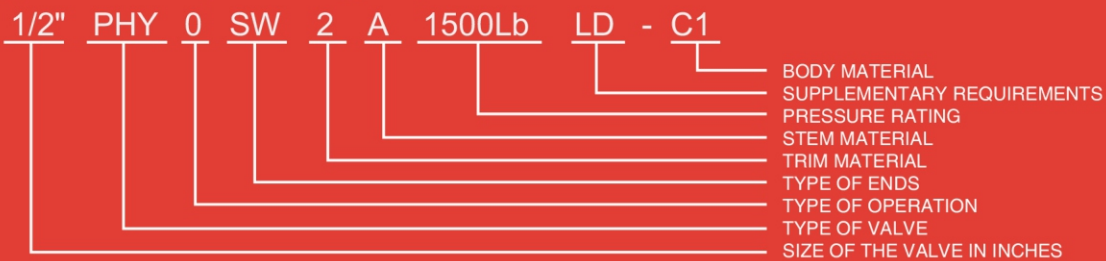 1/2" PHY 0 SW 2 A 1500Lb LD - C1
BODY MATERIAL
SUPPLEMENTARY REQUIREMENTS
PRESSURE RATING
STEM MATERIAL
TRIM MATERIAL
TYPE OF ENDS
TYPE OF OPERATION
TYPE OF VALVE
SIZE OF THE VALVE IN INCHES